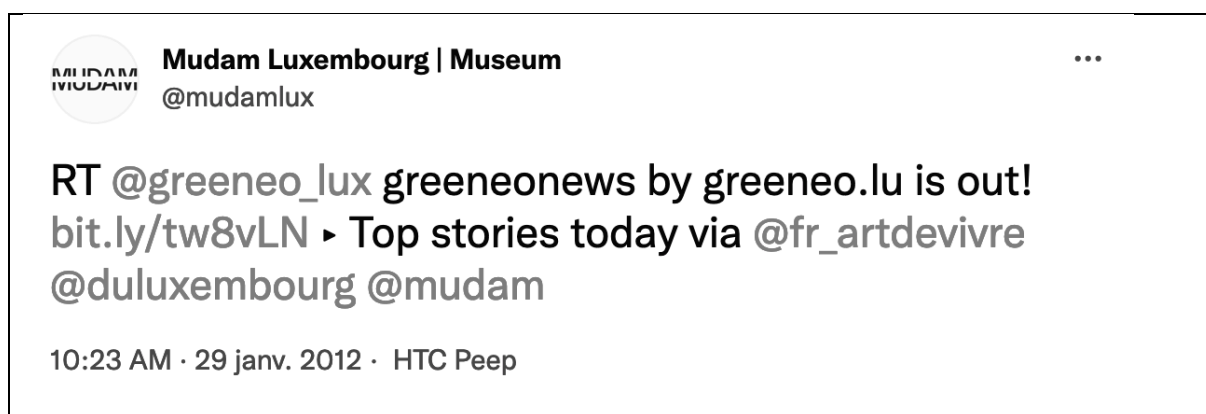 MUDAM
Mudam Luxembourg | Museum
@mudamlux
RT @greeneo_lux greeneonews by greeneo.lu is out!
bit.ly/tw8vLN ▸ Top stories today via @fr_artdevivre
@duluxembourg @mudam
10:23 AM · 29 janv. 2012 · HTC Peep